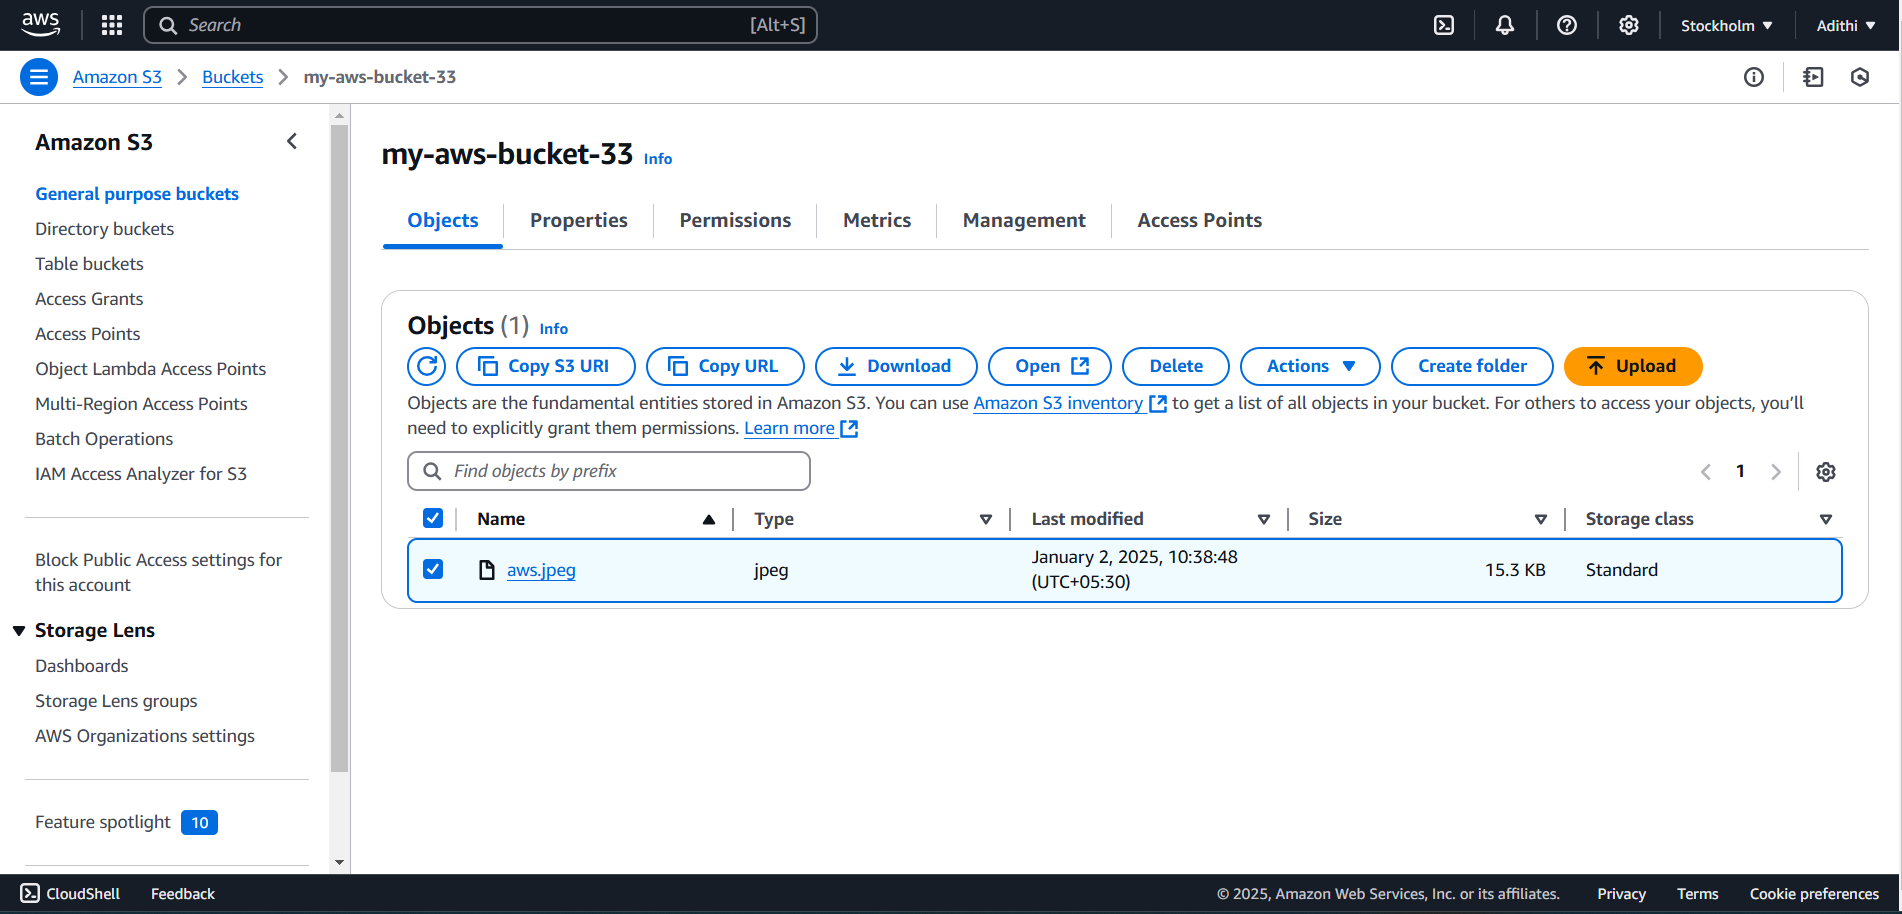 aws
Search [Alt+S]
Stockholm
Adithi
Amazon S3
Buckets
my-aws-bucket-33
Amazon S3
General purpose buckets
Directory buckets
Table buckets
Access Grants
Access Points
Object Lambda Access Points
Multi-Region Access Points
Batch Operations
IAM Access Analyzer for S3
Block Public Access settings for
this account
Storage Lens
Dashboards
Storage Lens groups
AWS Organizations settings
Feature spotlight 10
my-aws-bucket-33 Info
Objects Properties Permissions Metrics Management Access Points
Objects (1) Info
Copy S3 URI Copy URL Download Open Delete Actions Create folder Upload
Objects are the fundamental entities stored in Amazon S3. You can use Amazon S3 inventory to get a list of all objects in your bucket. For others to access your objects, you’ll
need to explicitly grant them permissions. Learn more
Find objects by prefix
1
Name Type Last modified Size Storage class
aws.jpeg jpeg January 2, 2025, 10:38:48
(UTC+05:30) 15.3 KB Standard
CloudShell Feedback © 2025, Amazon Web Services, Inc. or its affiliates. Privacy Terms Cookie preferences